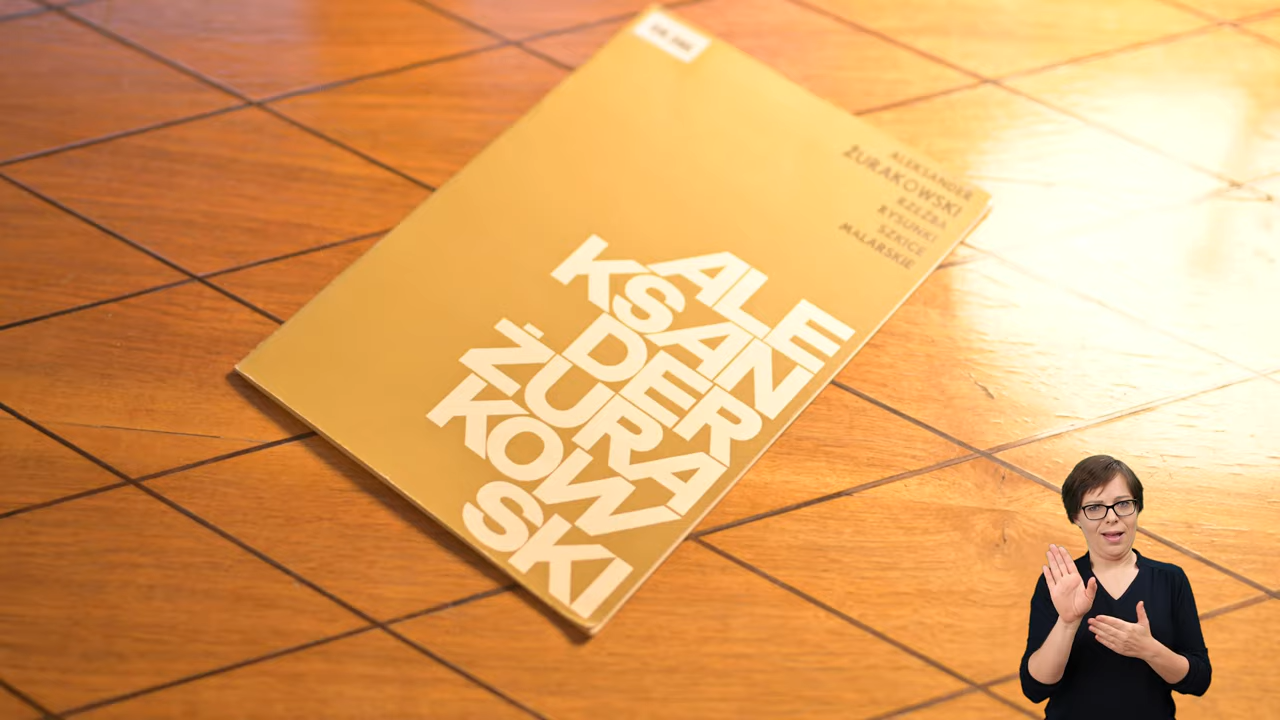 ALEKSANDER
ŻURAKOWSKI
RZEŹBA
RYSUNKI
SZKICE
MALARSKIE
ALE
KSAN
DER
ŻURA
KOW
SKI